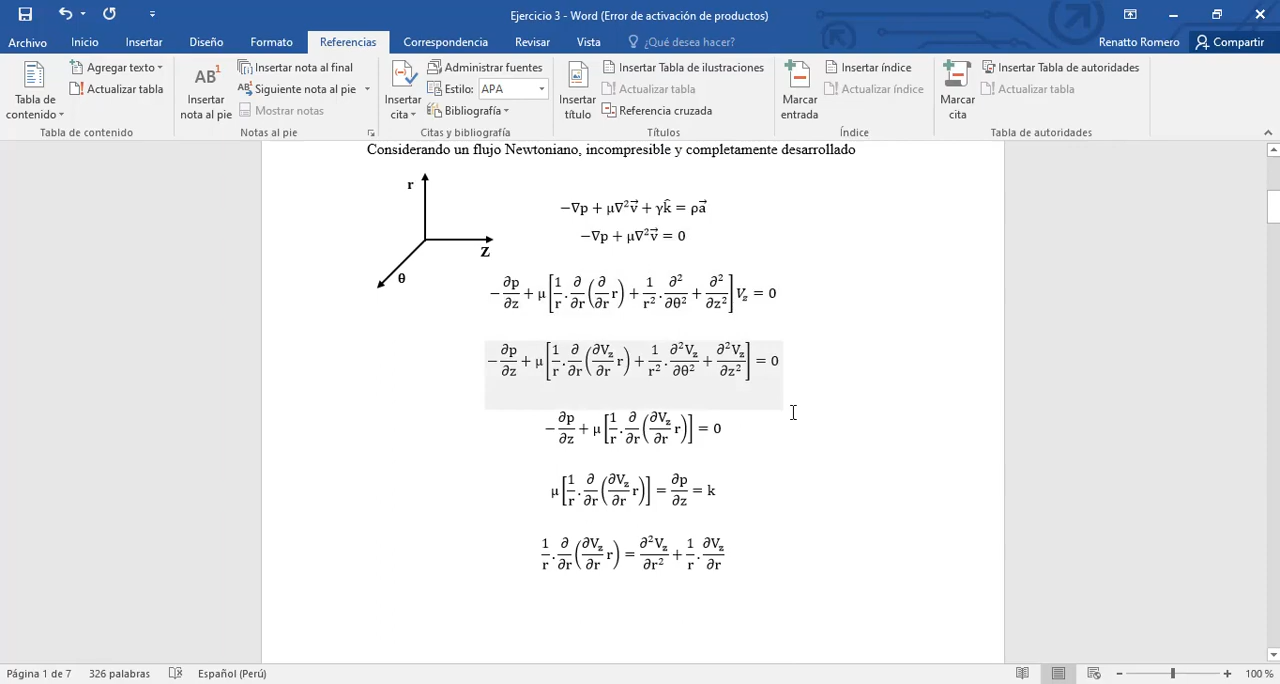 Ejercicio 3 - Word (Error de activación de productos)
Archivo Inicio Insertar Diseño Formato Referencias Correspondencia Revisar Vista ¿Qué desea hacer? Renatto Romero Compartir
Tabla de contenido
Agregar texto
Actualizar tabla
Tabla de contenido
AB¹ Insertar nota al pie
Insertar nota al final
Siguiente nota al pie
Mostrar notas
Notas al pie
Insertar cita
Administrar fuentes
Estilo: APA
Bibliografía
Citas y bibliografía
Insertar título
Insertar Tabla de ilustraciones
Actualizar tabla
Referencia cruzada
Títulos
Marcar entrada
Insertar índice
Actualizar índice
Índice
Marcar cita
Insertar Tabla de autoridades
Actualizar tabla
Tabla de autoridades
Considerando un flujo Newtoniano, incompresible y completamente desarrollado
r
Z
θ
−∇p + μ∇²v⃗ + γk̂ = ρa⃗
−∇p + μ∇²v⃗ = 0
−∂p/∂z + μ[1/r . ∂/∂r (∂/∂r r) + 1/r² . ∂²/∂θ² + ∂²/∂z²] V_z = 0
−∂p/∂z + μ[1/r . ∂/∂r (∂V_z/∂r r) + 1/r² . ∂²V_z/∂θ² + ∂²V_z/∂z²] = 0
−∂p/∂z + μ[1/r . ∂/∂r (∂V_z/∂r r)] = 0
μ[1/r . ∂/∂r (∂V_z/∂r r)] = ∂p/∂z = k
1/r . ∂/∂r (∂V_z/∂r r) = ∂²V_z/∂r² + 1/r . ∂V_z/∂r
Página 1 de 7 326 palabras Español (Perú) 100 %